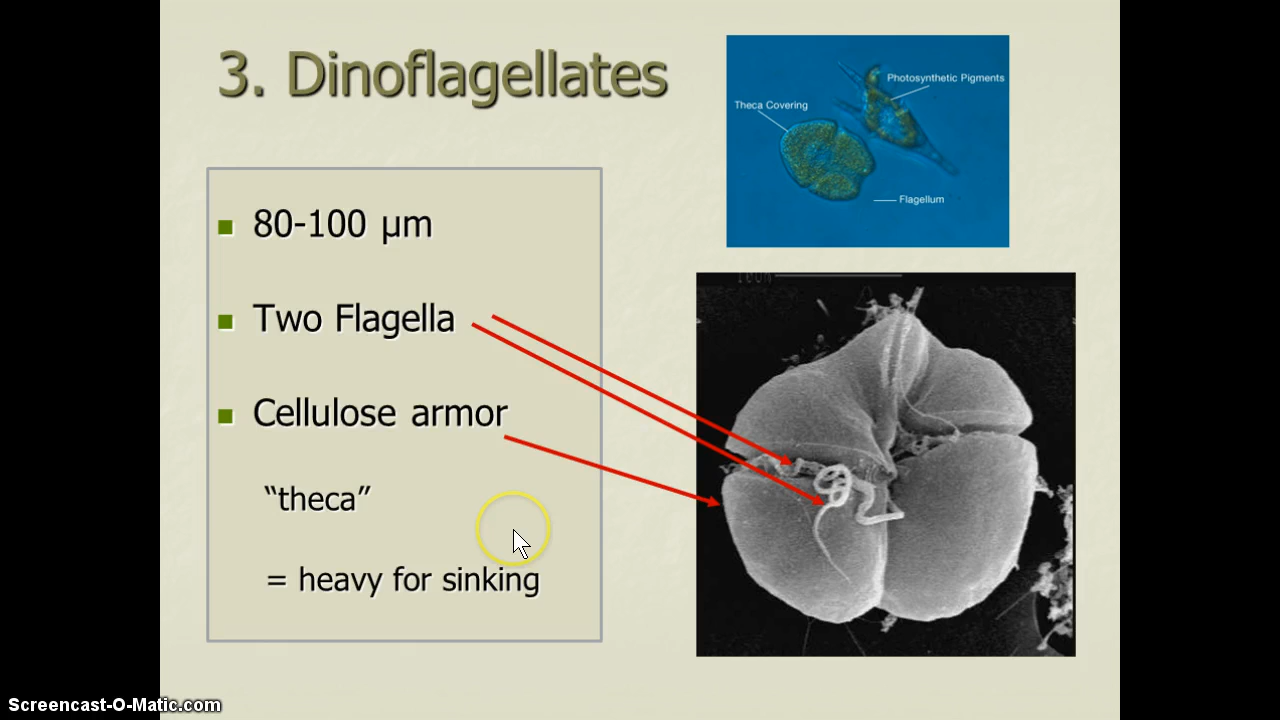 3. Dinoflagellates
80-100 µm
Two Flagella
Cellulose armor
“theca”
= heavy for sinking
Photosynthetic Pigments
Theca Covering
Flagellum
Screencast-O-Matic.com